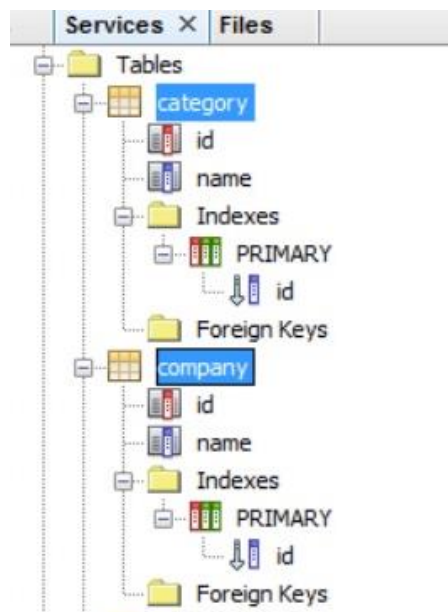 Services Files
Tables
category
id
name
Indexes
PRIMARY
id
Foreign Keys
company
id
name
Indexes
PRIMARY
id
Foreign Keys